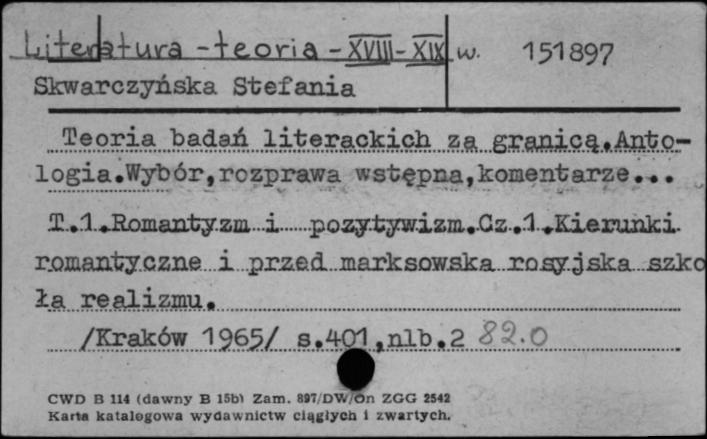 Literatura - teoria - XVIII - XIX w. 151897
Skwarczyńska Stefania
Teoria badań literackich za granicą.Anto-
logia.Wybór,rozprawa wstępna,komentarze...
T.1.Romantyzm i pozytywizm.Cz.1.Kierunki
romantyczne i przed marksowska rosyjska szko
ła realizmu.
/Kraków 1965/ s.401,nlb.2 82.0
CWD B 114 (dawny B 15b) Zam. 897/DW/Ón ZGG 2542
Karta katalogowa wydawnictw ciągłych i zwartych.